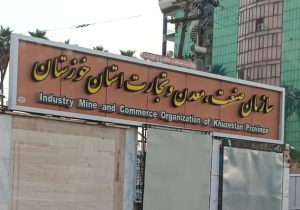 سازمان صنعت، معدن و تجارت استان خوزستان
Industry Mine and Commerce Organization of Khuzestan Province